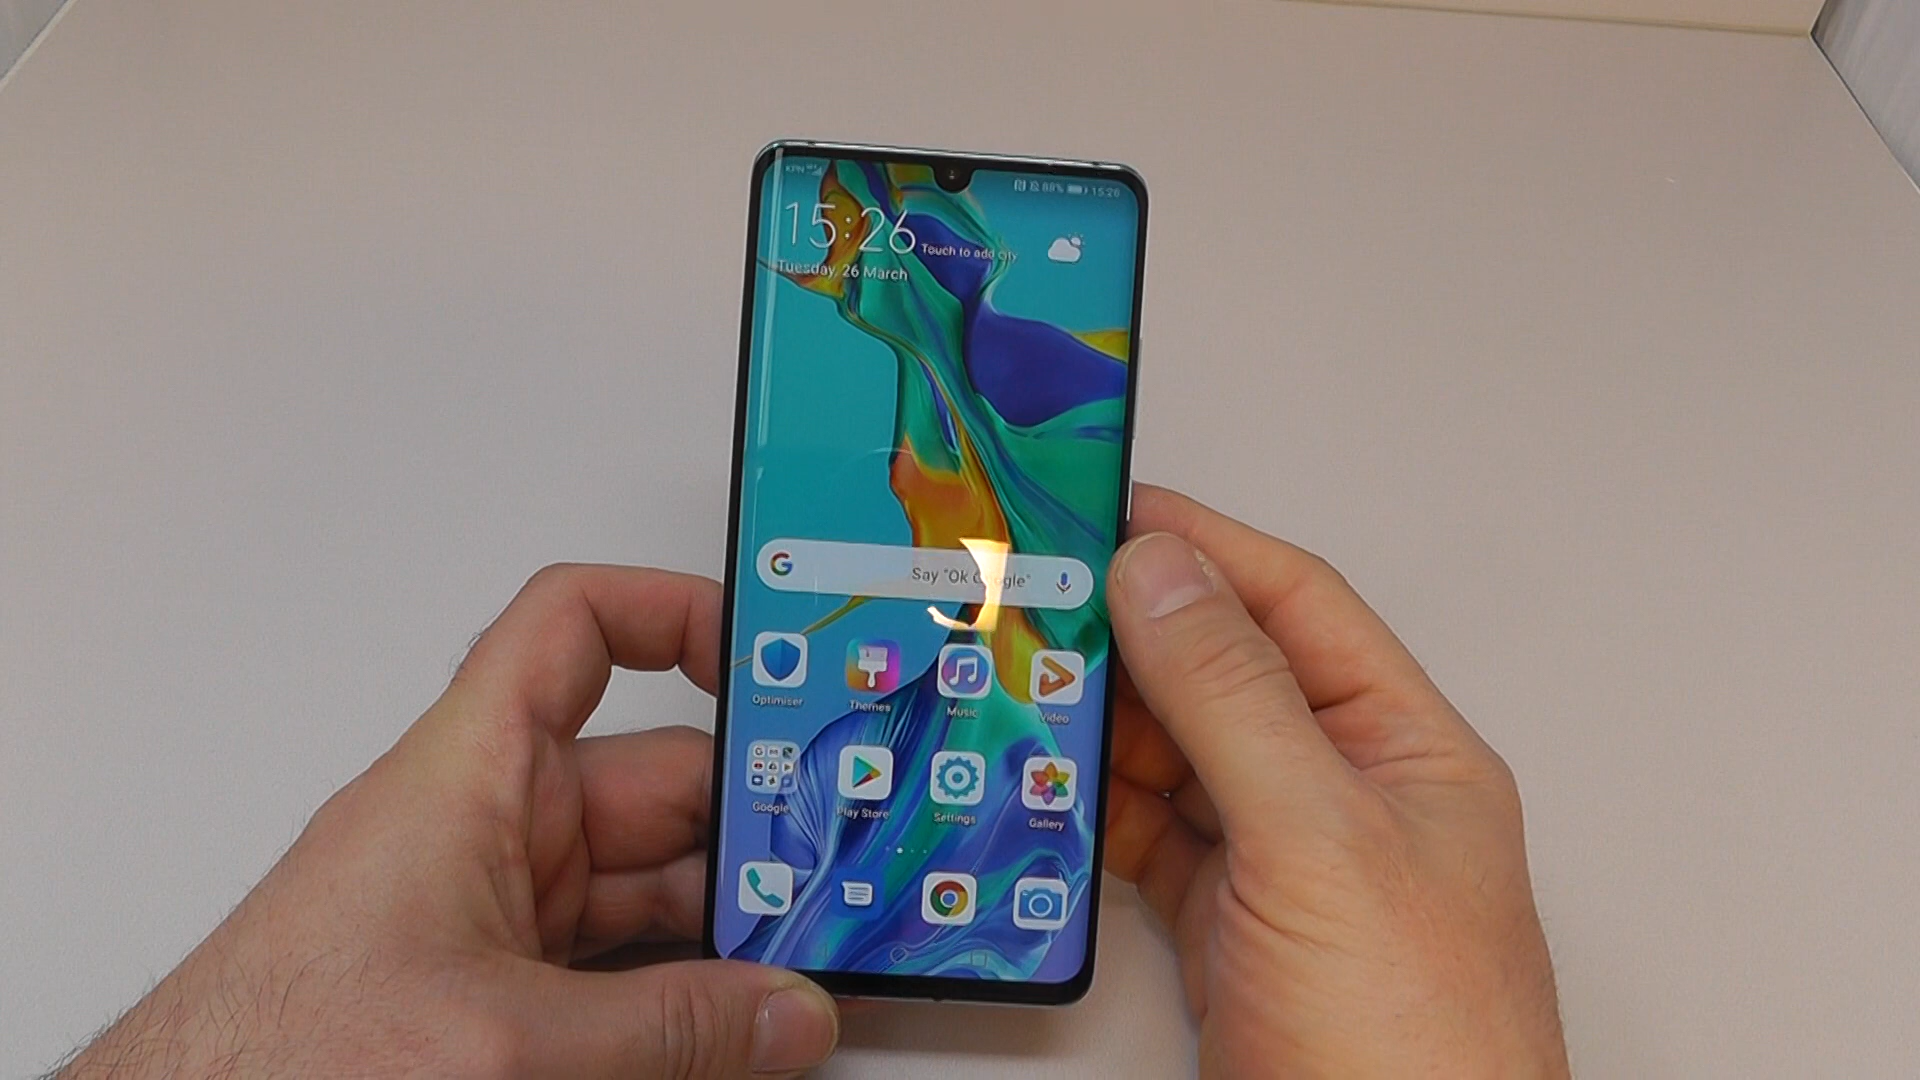 KPN
88% 15:26
15:26
Touch to add city
Tuesday, 26 March
Say "Ok Google"
Optimiser Themes Music Video
Google Play Store Settings Gallery